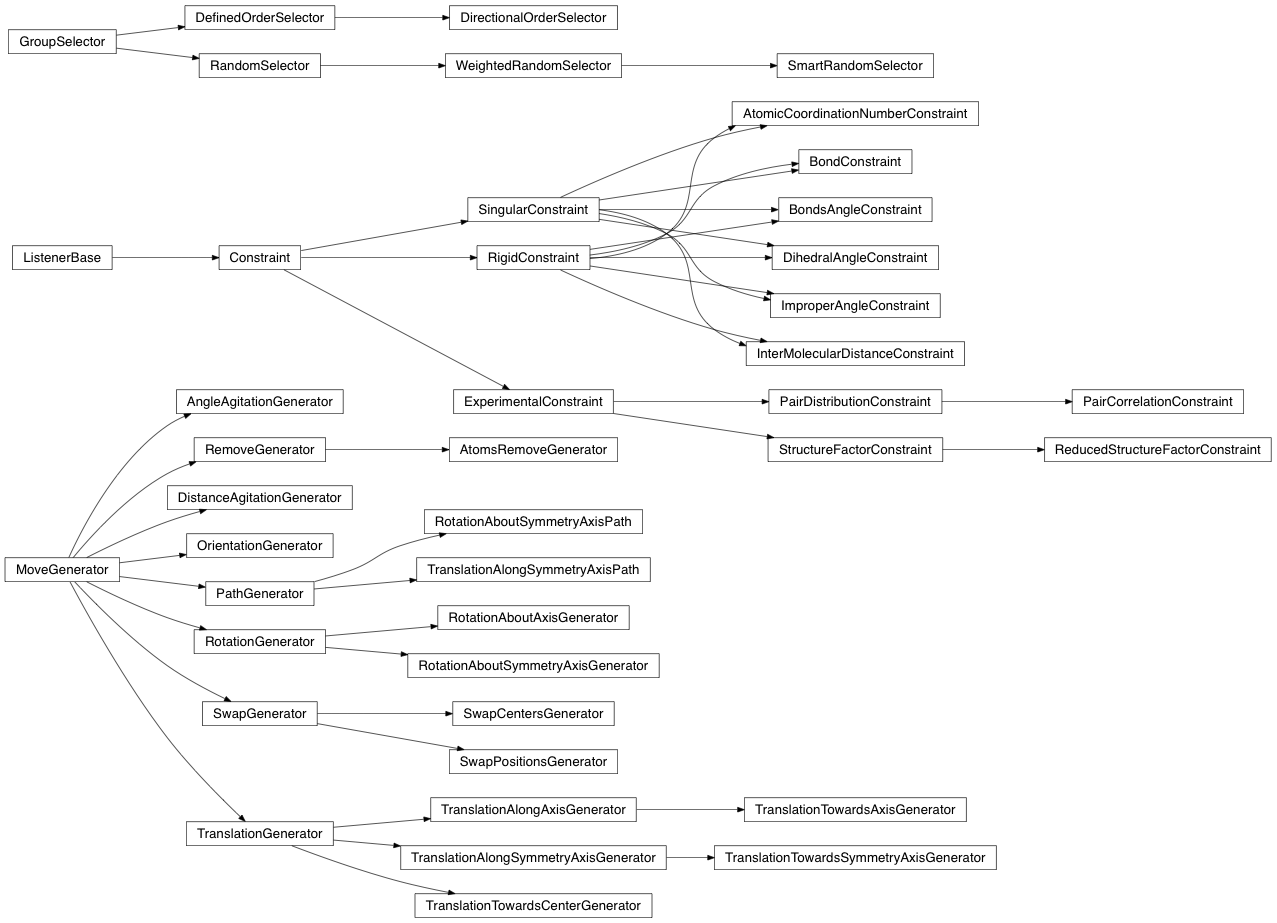 DefinedOrderSelector
DirectionalOrderSelector
GroupSelector
RandomSelector
WeightedRandomSelector
SmartRandomSelector
AtomicCoordinationNumberConstraint
BondConstraint
SingularConstraint
BondsAngleConstraint
ListenerBase
Constraint
RigidConstraint
DihedralAngleConstraint
ImproperAngleConstraint
InterMolecularDistanceConstraint
AngleAgitationGenerator
ExperimentalConstraint
PairDistributionConstraint
PairCorrelationConstraint
RemoveGenerator
AtomsRemoveGenerator
StructureFactorConstraint
ReducedStructureFactorConstraint
DistanceAgitationGenerator
RotationAboutSymmetryAxisPath
OrientationGenerator
MoveGenerator
TranslationAlongSymmetryAxisPath
PathGenerator
RotationAboutAxisGenerator
RotationGenerator
RotationAboutSymmetryAxisGenerator
SwapGenerator
SwapCentersGenerator
SwapPositionsGenerator
TranslationAlongAxisGenerator
TranslationTowardsAxisGenerator
TranslationGenerator
TranslationAlongSymmetryAxisGenerator
TranslationTowardsSymmetryAxisGenerator
TranslationTowardsCenterGenerator